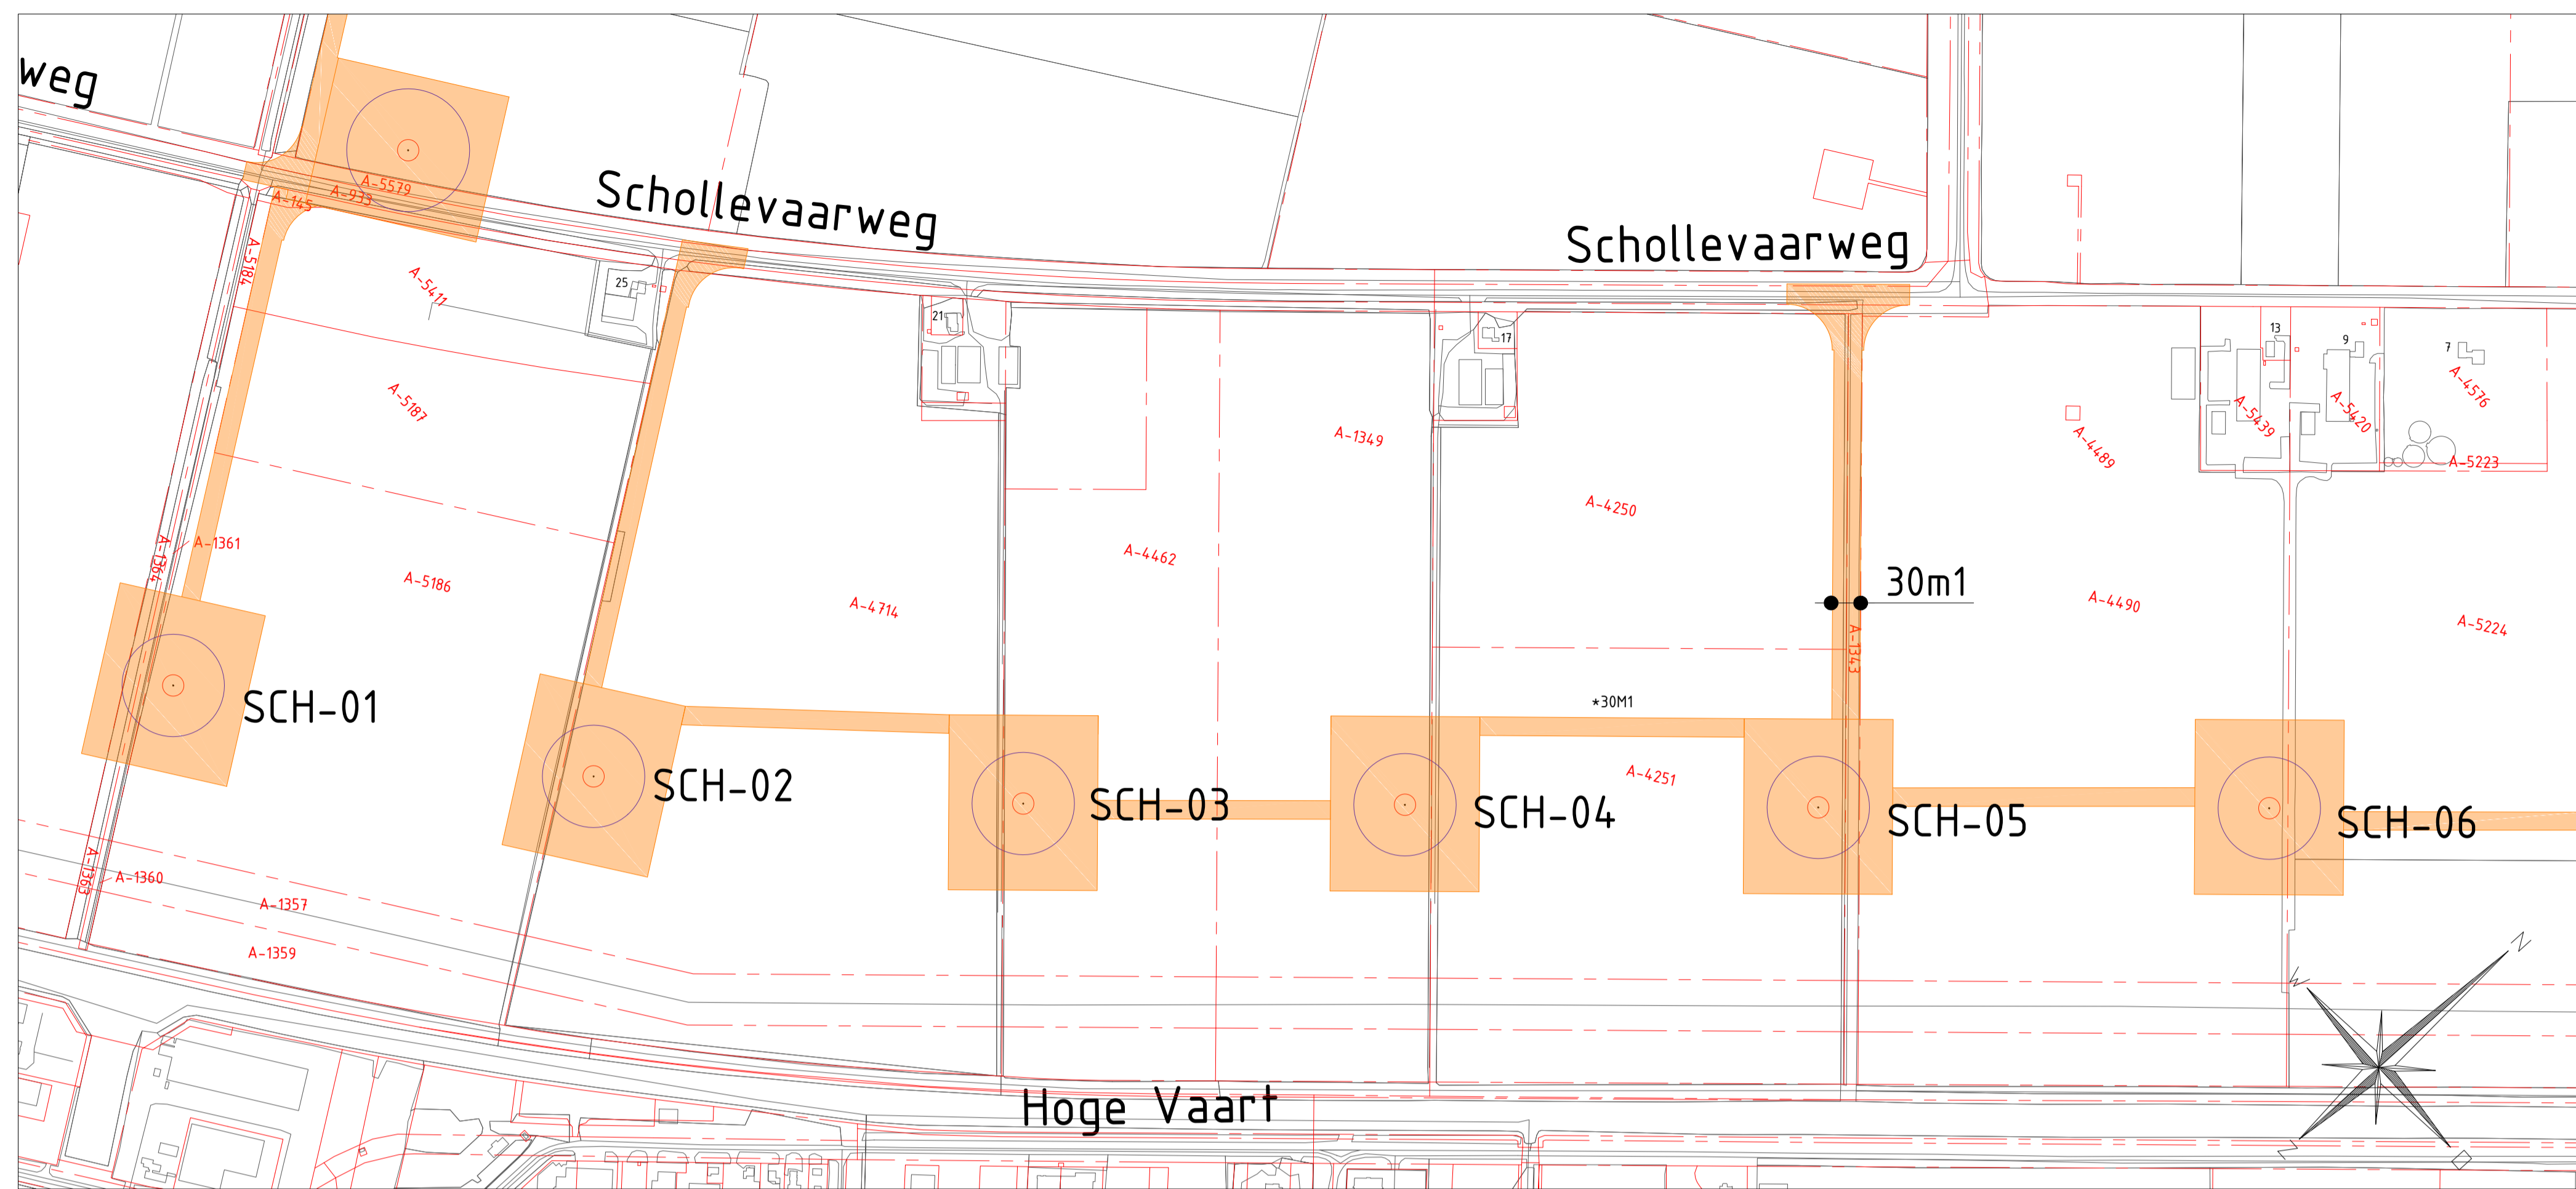 weg
Schollevaarweg
Schollevaarweg
A-5579
A-933
A-145
A-5184
A-5411
25
21
17
13
9
7
A-5187
A-1349
A-4576
A-5439
A-5420
A-4489
A-5223
A-4250
A-1361
A-1364
A-4462
A-5186
A-4714
30m1
A-4490
A-5224
A-1343
*30M1
SCH-01
SCH-02
SCH-03
SCH-04
SCH-05
SCH-06
A-4251
A-1363
A-1360
A-1357
A-1359
N
W
Z
O
Hoge Vaart